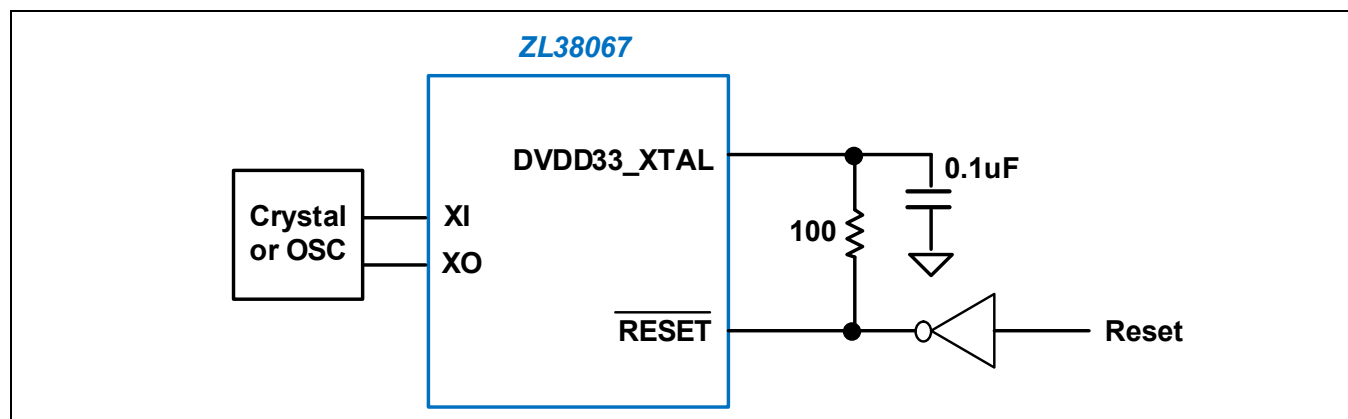 ZL38067
DVDD33_XTAL
0.1uF
Crystal
or OSC
XI
100
XO
RESET
Reset